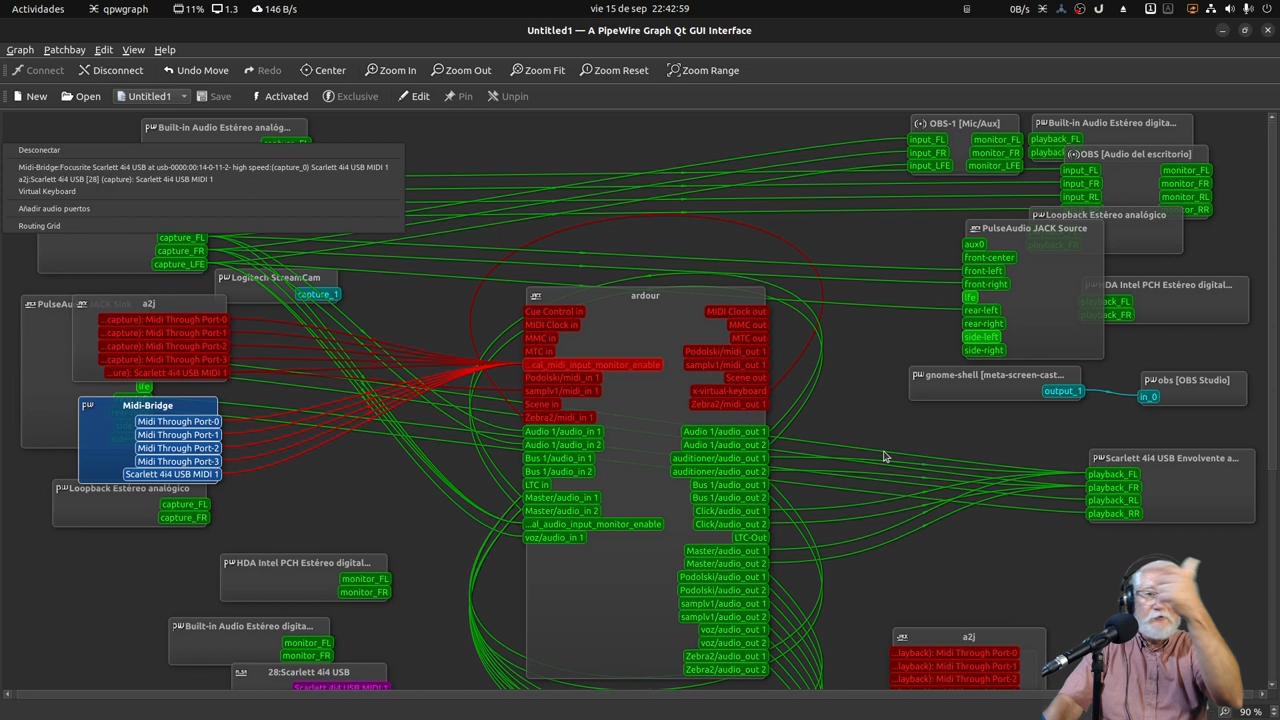 Actividades qpwgraph 11% 1.3 146 B/s vie 15 de sep 22:42:59 0B/s
Untitled1 — A PipeWire Graph Qt GUI Interface
Graph Patchbay Edit View Help
Connect Disconnect Undo Move Redo Center Zoom In Zoom Out Zoom Fit Zoom Reset Zoom Range
New Open Untitled1 Save Activated Exclusive Edit Pin Unpin
Built-in Audio Estéreo analóg...
Desconectar
a2j:Scarlett 4i4 USB [28] (capture): Scarlett 4i4 USB MIDI 1
Virtual Keyboard
Añadir audio puertos
Routing Grid
capture_FL
capture_FR
capture_LFE
Logitech StreamCam
capture_1
a2j
...capture): Midi Through Port-0
...capture): Midi Through Port-1
...capture): Midi Through Port-2
...capture): Midi Through Port-3
...ure): Scarlett 4i4 USB MIDI 1
lfe
Midi-Bridge
Midi Through Port-0
Midi Through Port-1
Midi Through Port-2
Midi Through Port-3
Scarlett 4i4 USB MIDI 1
Loopback Estéreo analógico
capture_FL
capture_FR
HDA Intel PCH Estéreo digital...
monitor_FL
monitor_FR
Built-in Audio Estéreo digita...
monitor_FL
monitor_FR
28:Scarlett 4i4 USB
Scarlett 4i4 USB MIDI 1
ardour
Cue Control in MIDI Clock out
MIDI Clock in MMC out
MMC in MTC out
MTC in Podolski/midi_out 1
...cal_midi_input_monitor_enable samplv1/midi_out 1
Podolski/midi_in 1 Scene out
samplv1/midi_in 1 x-virtual-keyboard
Scene in Zebra2/midi_out 1
Zebra2/midi_in 1
Audio 1/audio_in 1 Audio 1/audio_out 1
Audio 1/audio_in 2 Audio 1/audio_out 2
Bus 1/audio_in 1 auditioner/audio_out 1
Bus 1/audio_in 2 auditioner/audio_out 2
LTC in Bus 1/audio_out 1
Master/audio_in 1 Bus 1/audio_out 2
Master/audio_in 2 Click/audio_out 1
...al_audio_input_monitor_enable Click/audio_out 2
voz/audio_in 1 LTC-Out
Master/audio_out 1
Master/audio_out 2
Podolski/audio_out 1
Podolski/audio_out 2
samplv1/audio_out 1
samplv1/audio_out 2
voz/audio_out 1
voz/audio_out 2
Zebra2/audio_out 1
Zebra2/audio_out 2
OBS-1 [Mic/Aux]
input_FL monitor_FL
input_FR monitor_FR
input_LFE monitor_LFE
Built-in Audio Estéreo digita...
playback_FL
OBS [Audio del escritorio]
input_FL monitor_FL
input_FR monitor_FR
input_RL monitor_RL
input_RR
Loopback Estéreo analógico
PulseAudio JACK Source
aux0 playback_FR
front-center
front-left
front-right
lfe
rear-left
rear-right
side-left
side-right
HDA Intel PCH Estéreo digital...
playback_FL
playback_FR
gnome-shell [meta-screen-cast...
output_1
obs [OBS Studio]
in_0
Scarlett 4i4 USB Envolvente a...
playback_FL
playback_FR
playback_RL
playback_RR
a2j
...layback): Midi Through Port-0
...layback): Midi Through Port-1
...layback): Midi Through Port-2
90 %